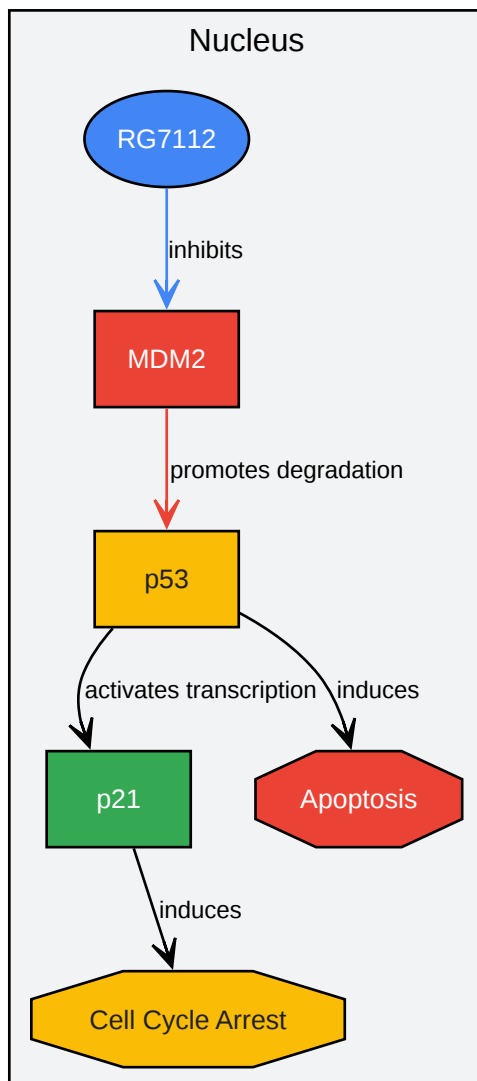 Nucleus
RG7112
inhibits
MDM2
promotes degradation
p53
activates transcription
induces
p21
Apoptosis
induces
Cell Cycle Arrest